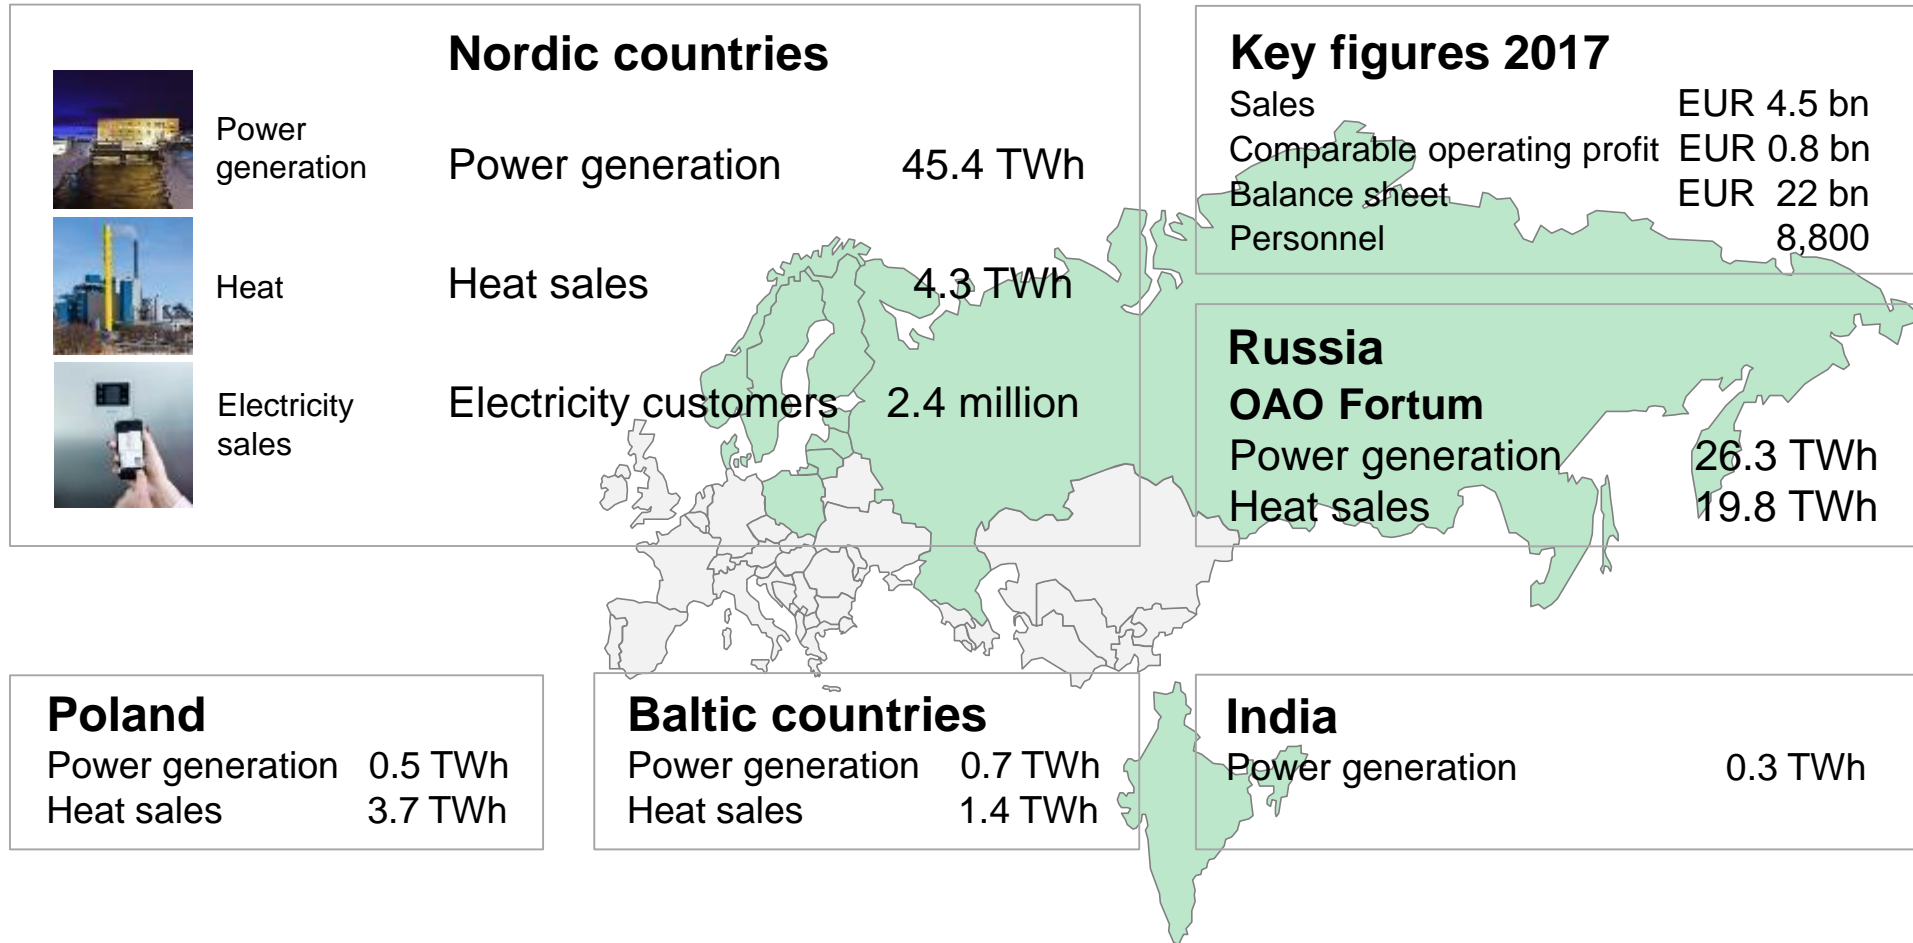 Nordic countries
Power
generation
Power generation 45.4 TWh
Heat
Heat sales 4.3 TWh
Electricity
sales
Electricity customers 2.4 million
Key figures 2017
Sales EUR 4.5 bn
Comparable operating profit EUR 0.8 bn
Balance sheet EUR 22 bn
Personnel 8,800
Russia
OAO Fortum
Power generation 26.3 TWh
Heat sales 19.8 TWh
Poland
Power generation 0.5 TWh
Heat sales 3.7 TWh
Baltic countries
Power generation 0.7 TWh
Heat sales 1.4 TWh
India
Power generation 0.3 TWh